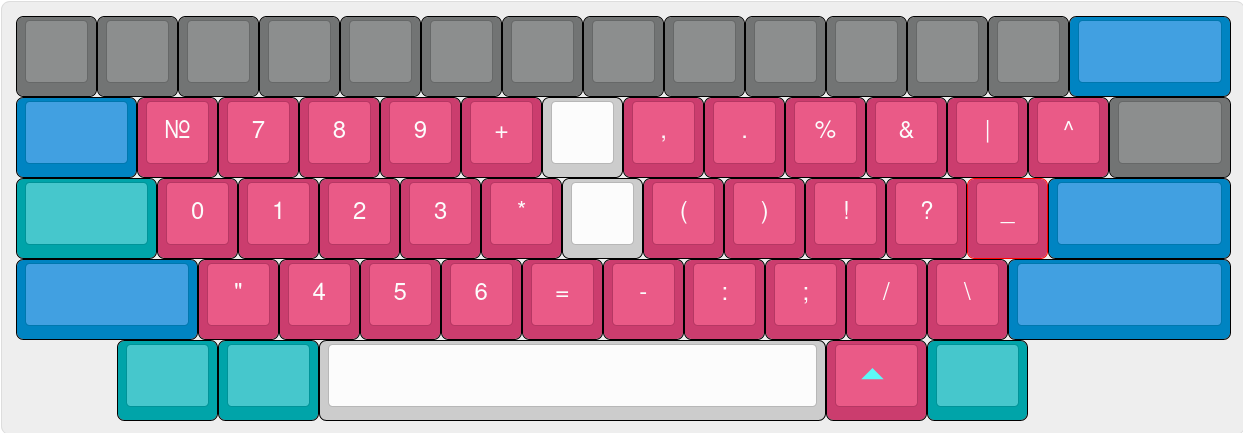 № 7 8 9 + , . % & | ^
0 1 2 3 * ( ) ! ? _
" 4 5 6 = - : ; / \